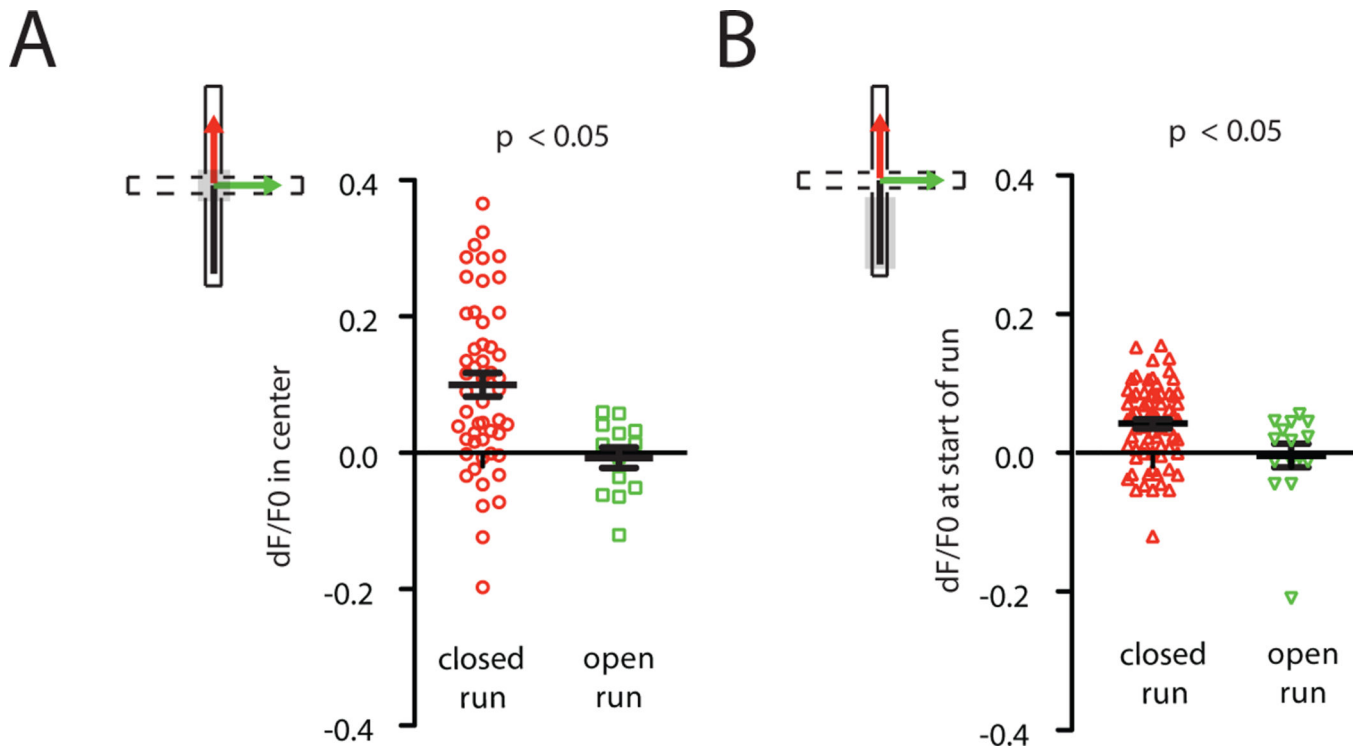 A
p < 0.05
dF/F0 in center
0.4
0.2
0.0
-0.2
-0.4
closed run
open run
B
p < 0.05
dF/F0 at start of run
0.4
0.2
0.0
-0.2
-0.4
closed run
open run